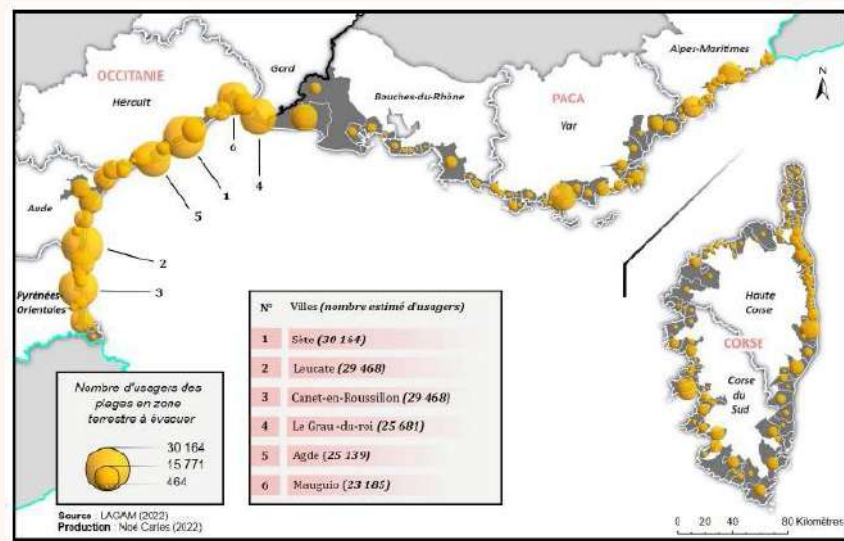 Alpes-Maritimes
Gard
OCCITANIE
Hérault
Bouches-du-Rhône
PACA
Var
N
6
4
1
5
Aude
2
3
Pyrénées-
Orientales
Haute
Corse
CORSE
Corse
du
Sud
N° Villes (nombre estimé d'usagers)
1 Sète (30 164)
2 Leucate (29 468)
3 Canet-en-Roussillon (29 468)
4 Le Grau-du-roi (25 681)
5 Agde (25 139)
6 Mauguio (23 185)
Nombre d'usagers des
plages en zone
terrestre à évacuer
30 164
15 771
464
Source : LAGAM (2022)
Production : Noé Carles (2022)
0 20 40 80 Kilomètres